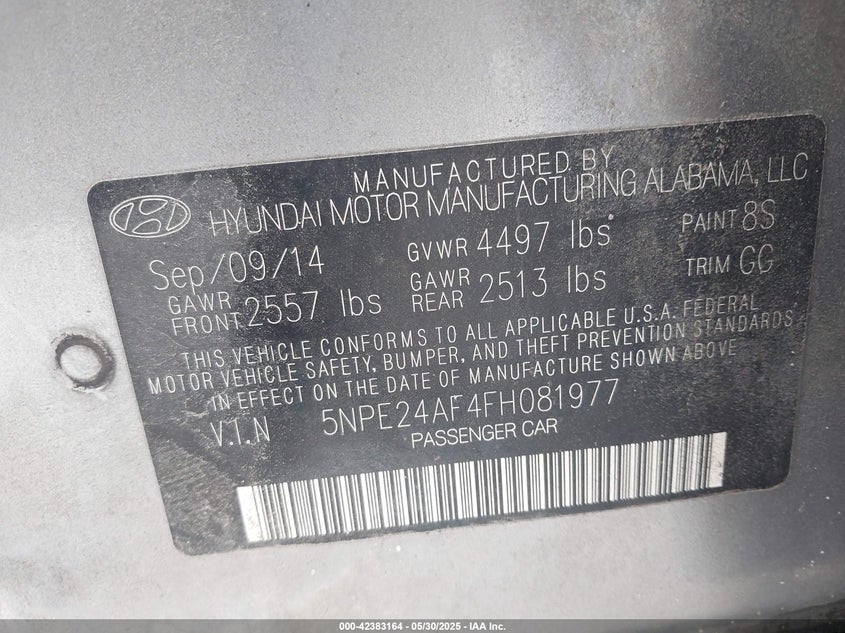 MANUFACTURED BY
HYUNDAI MOTOR MANUFACTURING ALABAMA, LLC
Sep/09/14 GVWR 4497 lbs PAINT 8S
GAWR FRONT 2557 lbs GAWR REAR 2513 lbs TRIM GG
THIS VEHICLE CONFORMS TO ALL APPLICABLE U.S.A. FEDERAL
MOTOR VEHICLE SAFETY, BUMPER, AND THEFT PREVENTION STANDARDS
IN EFFECT ON THE DATE OF MANUFACTURE SHOWN ABOVE
V.I.N 5NPE24AF4FH081977
PASSENGER CAR
000-42383164 - 05/30/2025 - IAA Inc.